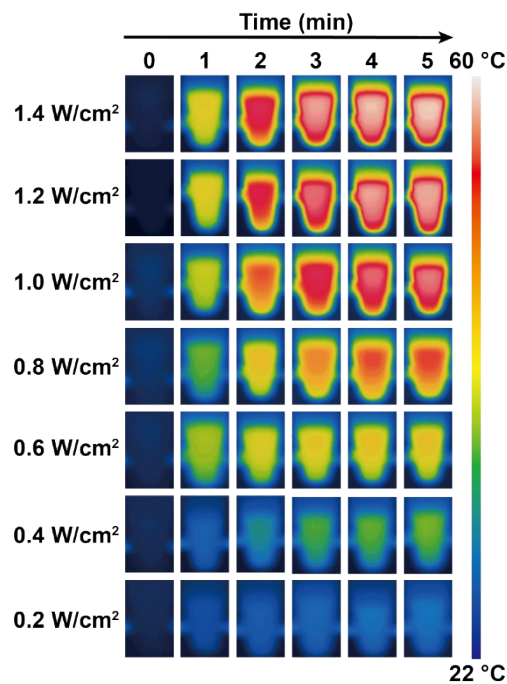 Time (min)
0 1 2 3 4 5 60 °C
1.4 W/cm²
1.2 W/cm²
1.0 W/cm²
0.8 W/cm²
0.6 W/cm²
0.4 W/cm²
0.2 W/cm²
22 °C